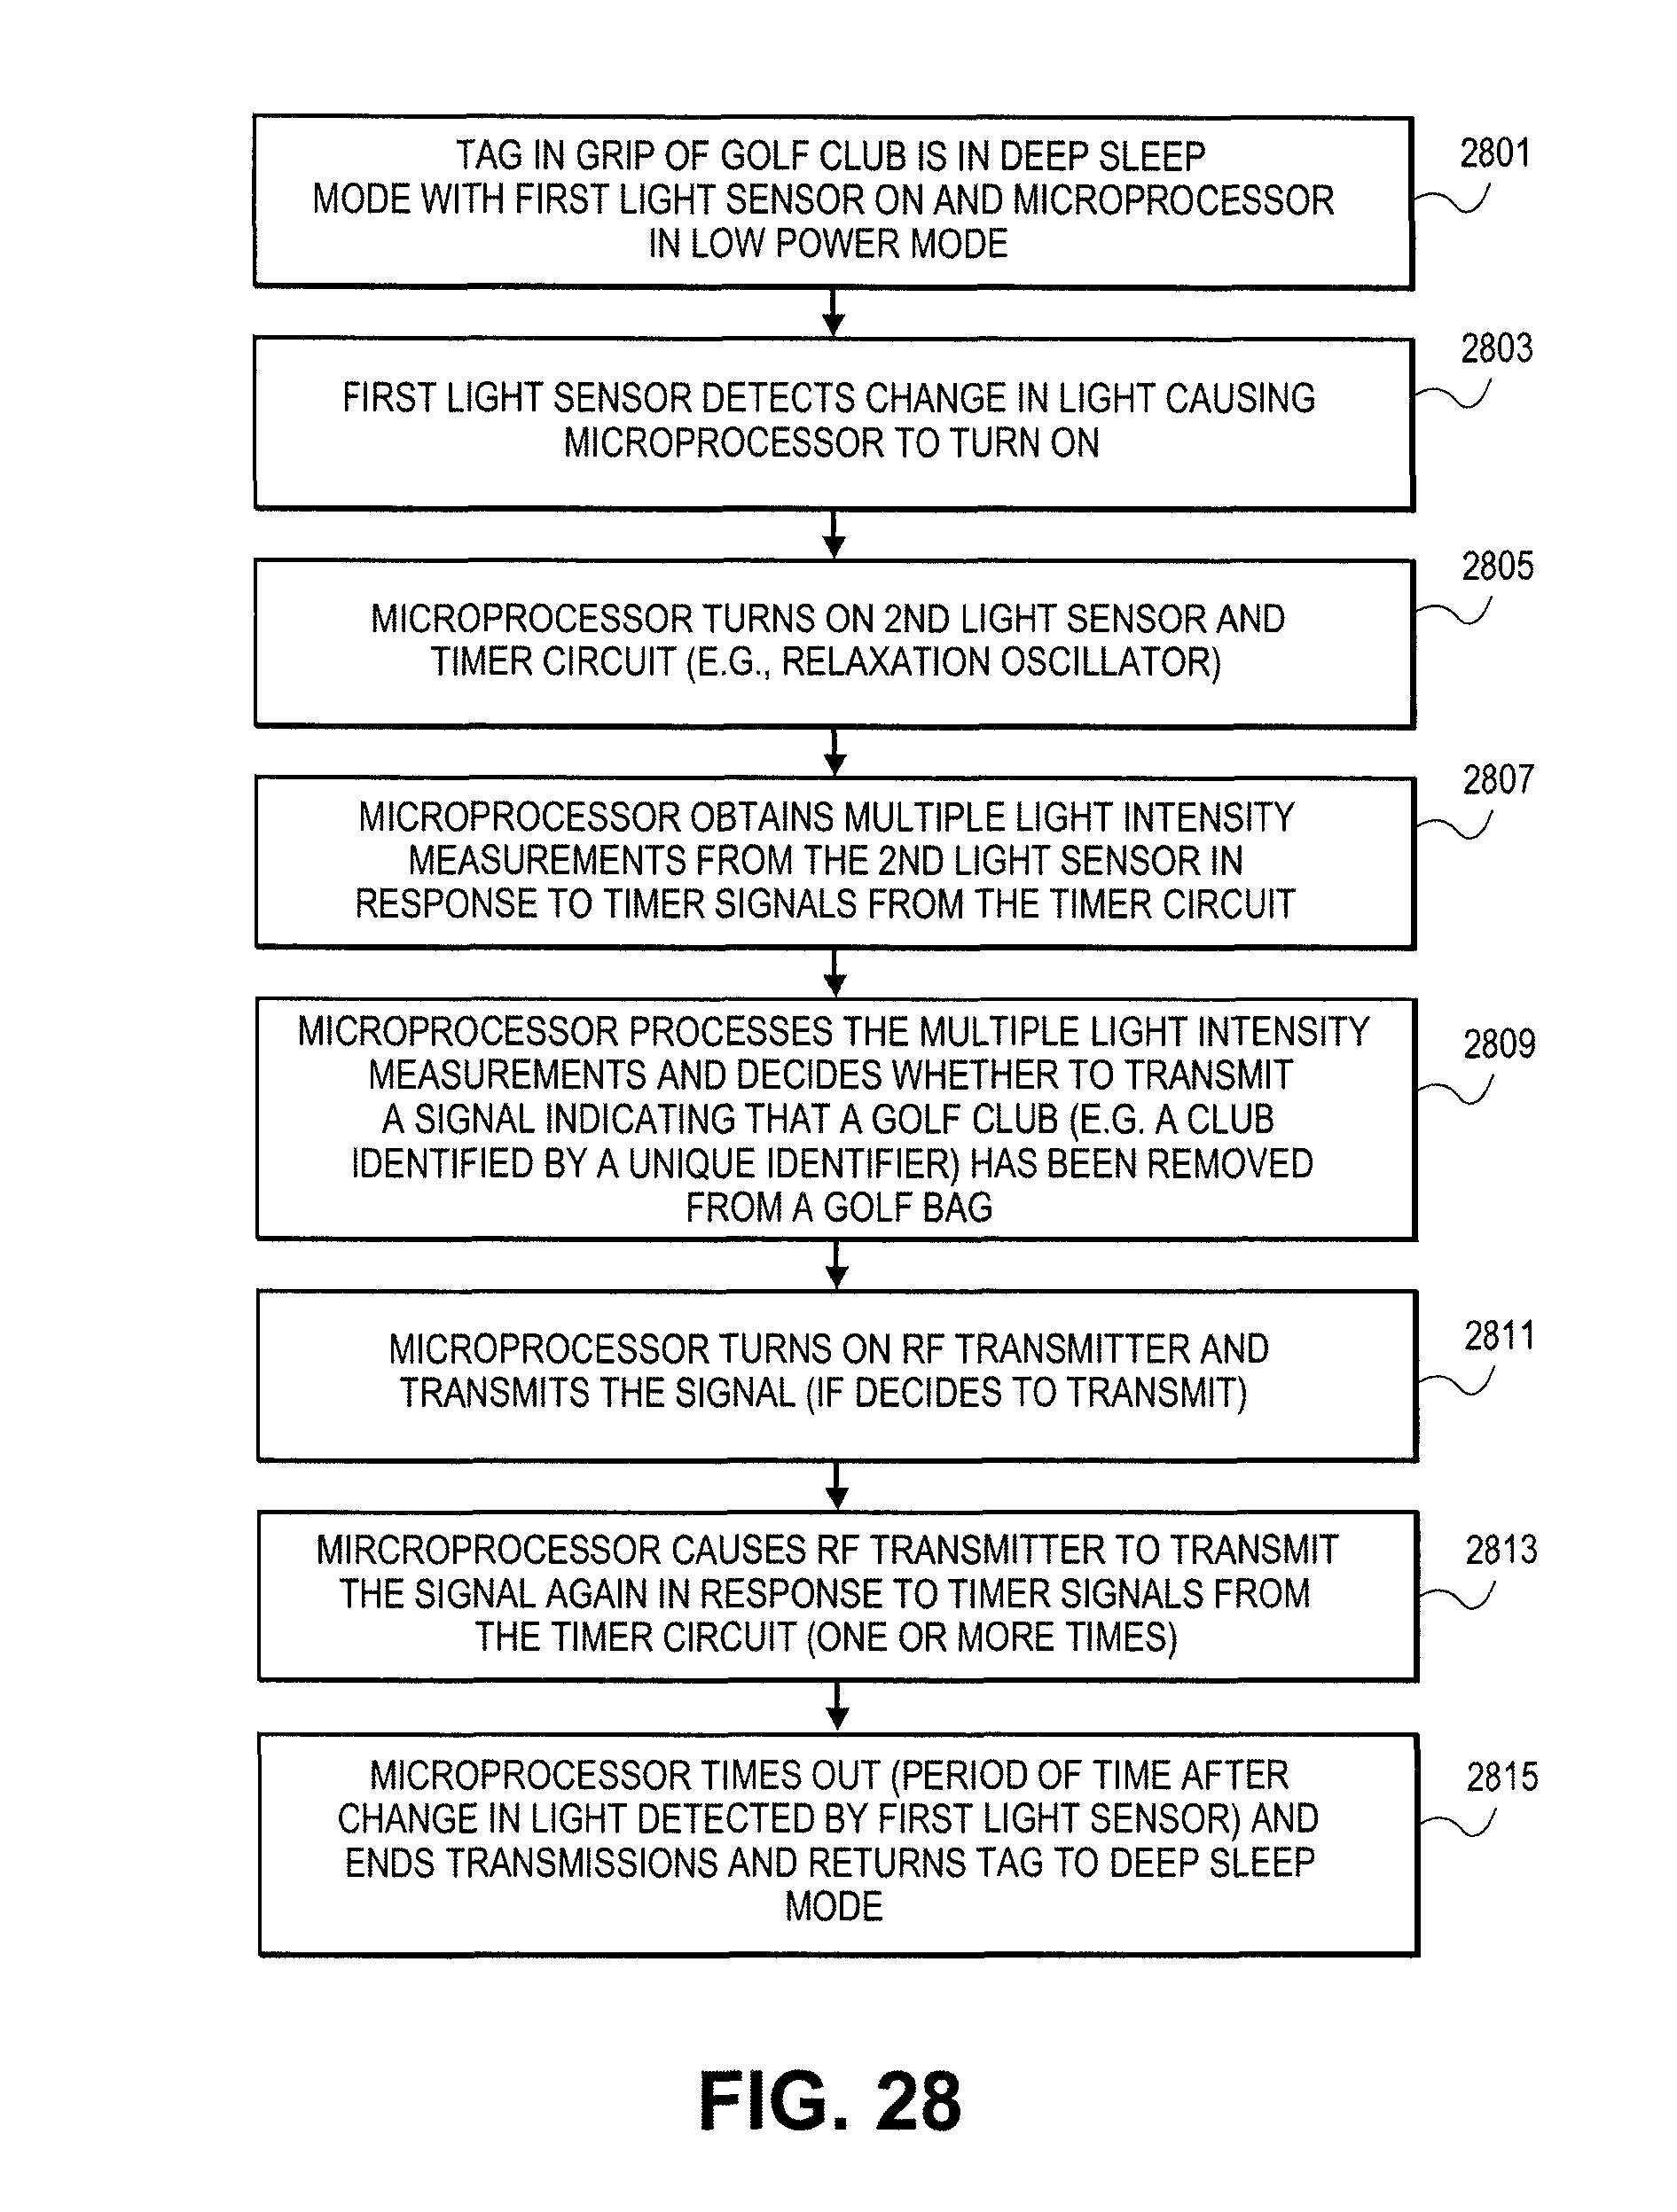 TAG IN GRIP OF GOLF CLUB IS IN DEEP SLEEP
MODE WITH FIRST LIGHT SENSOR ON AND MICROPROCESSOR
IN LOW POWER MODE
2801
FIRST LIGHT SENSOR DETECTS CHANGE IN LIGHT CAUSING
MICROPROCESSOR TO TURN ON
2803
MICROPROCESSOR TURNS ON 2ND LIGHT SENSOR AND
TIMER CIRCUIT (E.G., RELAXATION OSCILLATOR)
2805
MICROPROCESSOR OBTAINS MULTIPLE LIGHT INTENSITY
MEASUREMENTS FROM THE 2ND LIGHT SENSOR IN
RESPONSE TO TIMER SIGNALS FROM THE TIMER CIRCUIT
2807
MICROPROCESSOR PROCESSES THE MULTIPLE LIGHT INTENSITY
MEASUREMENTS AND DECIDES WHETHER TO TRANSMIT
A SIGNAL INDICATING THAT A GOLF CLUB (E.G. A CLUB
IDENTIFIED BY A UNIQUE IDENTIFIER) HAS BEEN REMOVED
FROM A GOLF BAG
2809
MICROPROCESSOR TURNS ON RF TRANSMITTER AND
TRANSMITS THE SIGNAL (IF DECIDES TO TRANSMIT)
2811
MIRCROPROCESSOR CAUSES RF TRANSMITTER TO TRANSMIT
THE SIGNAL AGAIN IN RESPONSE TO TIMER SIGNALS FROM
THE TIMER CIRCUIT (ONE OR MORE TIMES)
2813
MICROPROCESSOR TIMES OUT (PERIOD OF TIME AFTER
CHANGE IN LIGHT DETECTED BY FIRST LIGHT SENSOR) AND
ENDS TRANSMISSIONS AND RETURNS TAG TO DEEP SLEEP
MODE
2815
FIG. 28